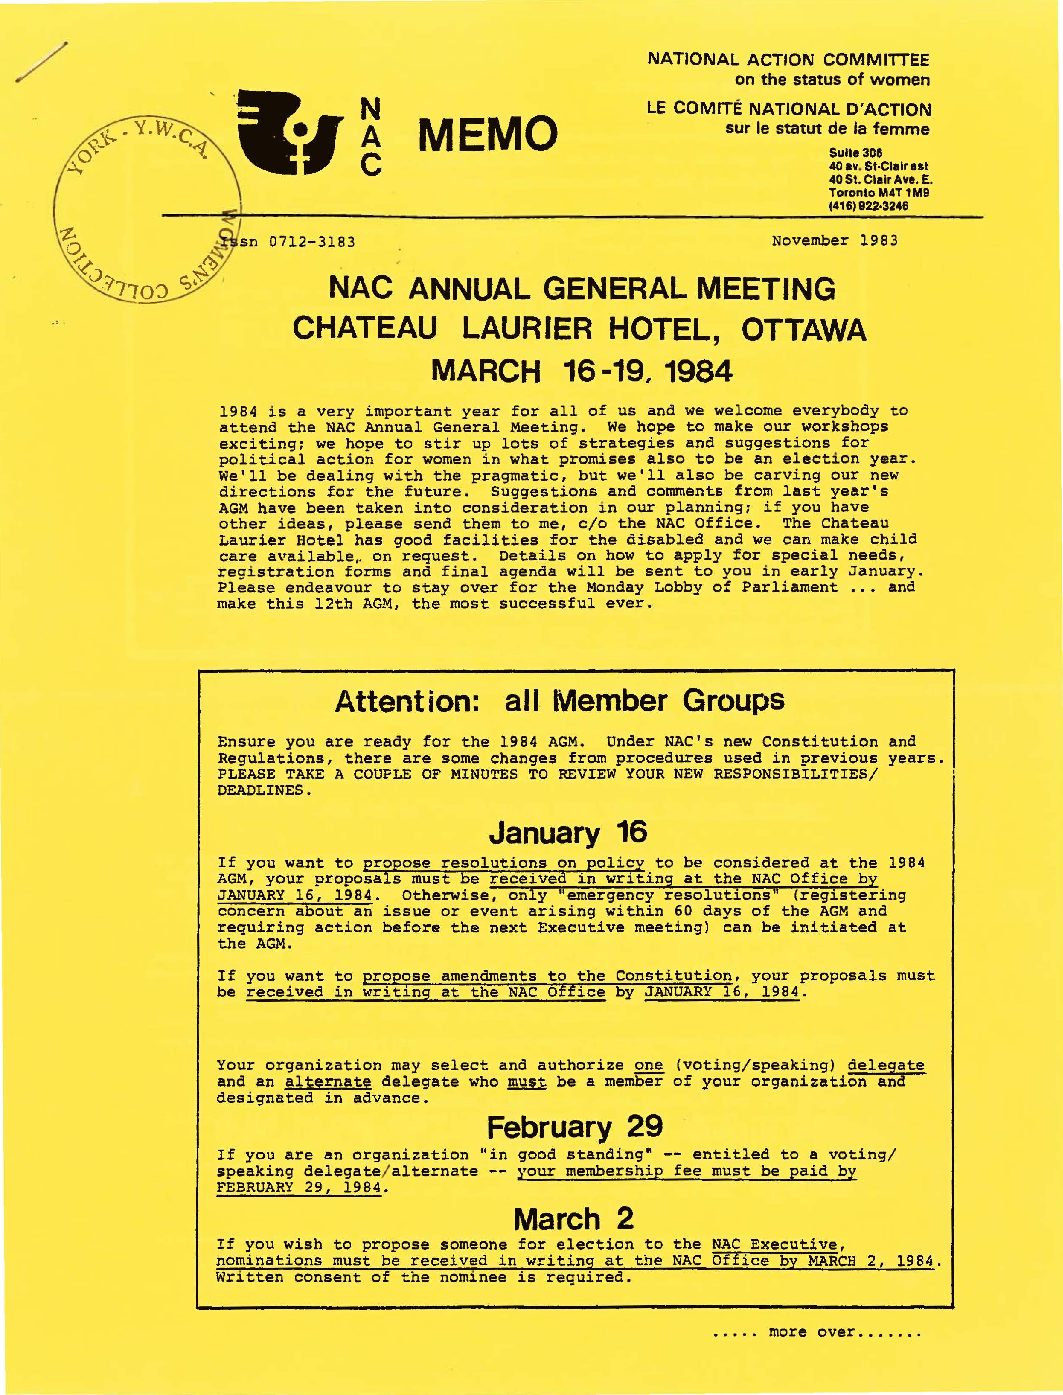 NATIONAL ACTION COMMITTEE
on the status of women
LE COMITÉ NATIONAL D'ACTION
sur le statut de la femme
Suite 306
40 av. St-Clair est
40 St. Clair Ave. E.
Toronto M4T 1M9
(416) 922-3246
NAC
MEMO
YORK - Y.W.C.A.
WOMEN'S COLLECTION
Issn 0712-3183
November 1983
NAC ANNUAL GENERAL MEETING
CHATEAU LAURIER HOTEL, OTTAWA
MARCH 16-19, 1984
1984 is a very important year for all of us and we welcome everybody to
attend the NAC Annual General Meeting. We hope to make our workshops
exciting; we hope to stir up lots of strategies and suggestions for
political action for women in what promises also to be an election year.
We'll be dealing with the pragmatic, but we'll also be carving our new
directions for the future. Suggestions and comments from last year's
AGM have been taken into consideration in our planning; if you have
other ideas, please send them to me, c/o the NAC Office. The Chateau
Laurier Hotel has good facilities for the disabled and we can make child
care available, on request. Details on how to apply for special needs,
registration forms and final agenda will be sent to you in early January.
Please endeavour to stay over for the Monday Lobby of Parliament ... and
make this 12th AGM, the most successful ever.
Attention: all Member Groups
Ensure you are ready for the 1984 AGM. Under NAC's new Constitution and
Regulations, there are some changes from procedures used in previous years.
PLEASE TAKE A COUPLE OF MINUTES TO REVIEW YOUR NEW RESPONSIBILITIES/
DEADLINES.
January 16
If you want to propose resolutions on policy to be considered at the 1984
AGM, your proposals must be received in writing at the NAC Office by
JANUARY 16, 1984. Otherwise, only "emergency resolutions" (registering
concern about an issue or event arising within 60 days of the AGM and
requiring action before the next Executive meeting) can be initiated at
the AGM.
If you want to propose amendments to the Constitution, your proposals must
be received in writing at the NAC Office by JANUARY 16, 1984.
Your organization may select and authorize one (voting/speaking) delegate
and an alternate delegate who must be a member of your organization and
designated in advance.
February 29
If you are an organization "in good standing" -- entitled to a voting/
speaking delegate/alternate -- your membership fee must be paid by
FEBRUARY 29, 1984.
March 2
If you wish to propose someone for election to the NAC Executive,
nominations must be received in writing at the NAC Office by MARCH 2, 1984.
Written consent of the nominee is required.
..... more over.......